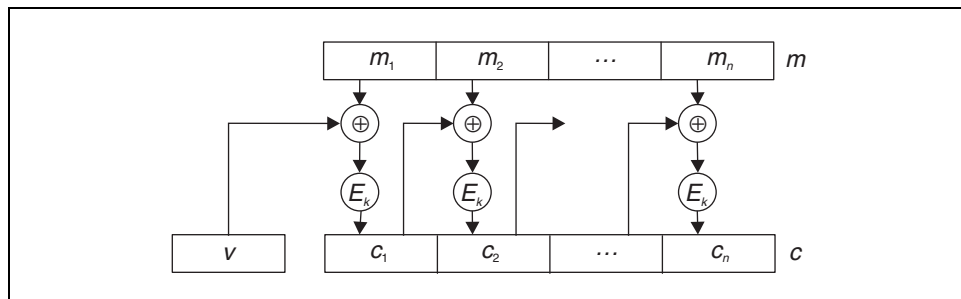 m₁ m₂ ... mₙ m
⊕ ⊕ ⊕
Eₖ Eₖ Eₖ
v c₁ c₂ ... cₙ c